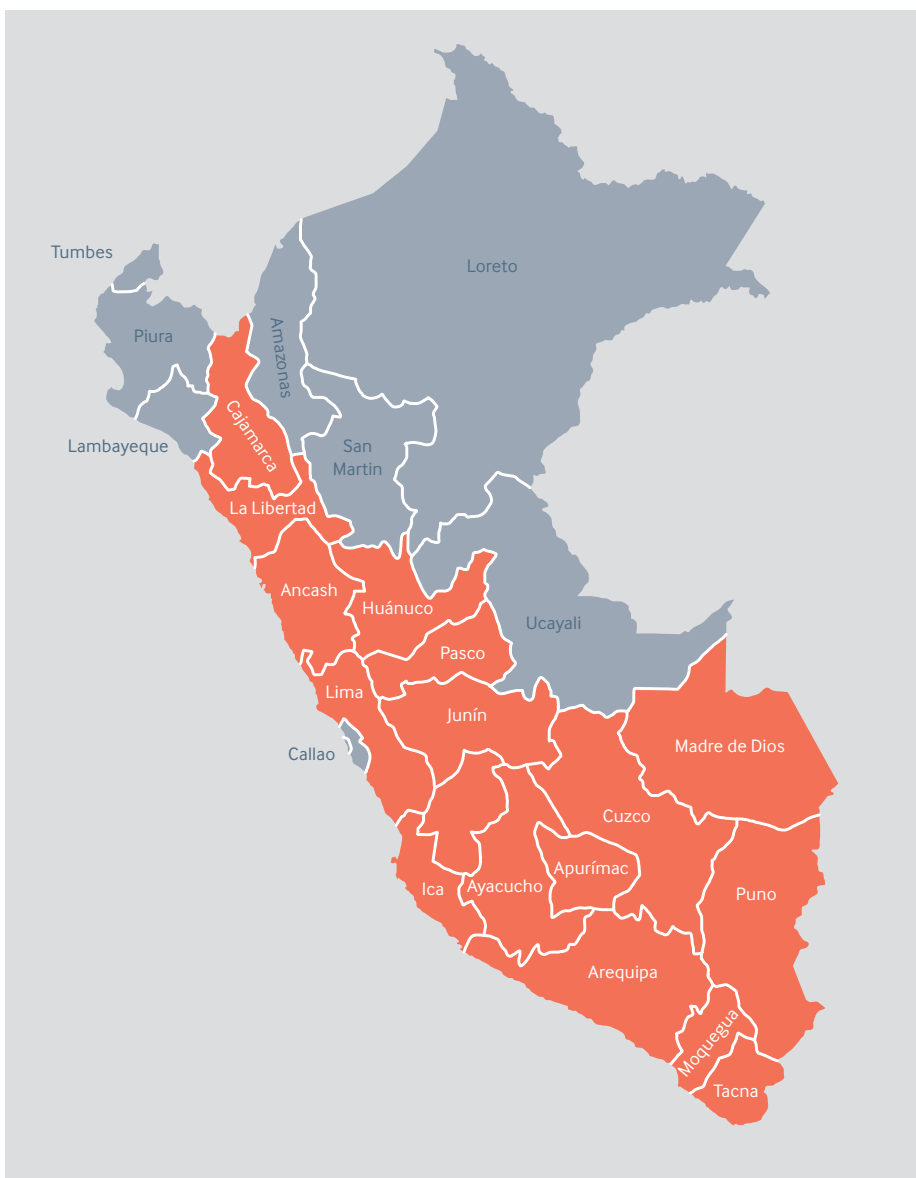 Tumbes
Loreto
Piura
Amazonas
Cajamarca
Lambayeque
San
Martin
La Libertad
Ancash
Huánuco
Ucayali
Pasco
Lima
Junín
Callao
Madre de Dios
Cuzco
Apurímac
Ica
Ayacucho
Puno
Arequipa
Moquegua
Tacna